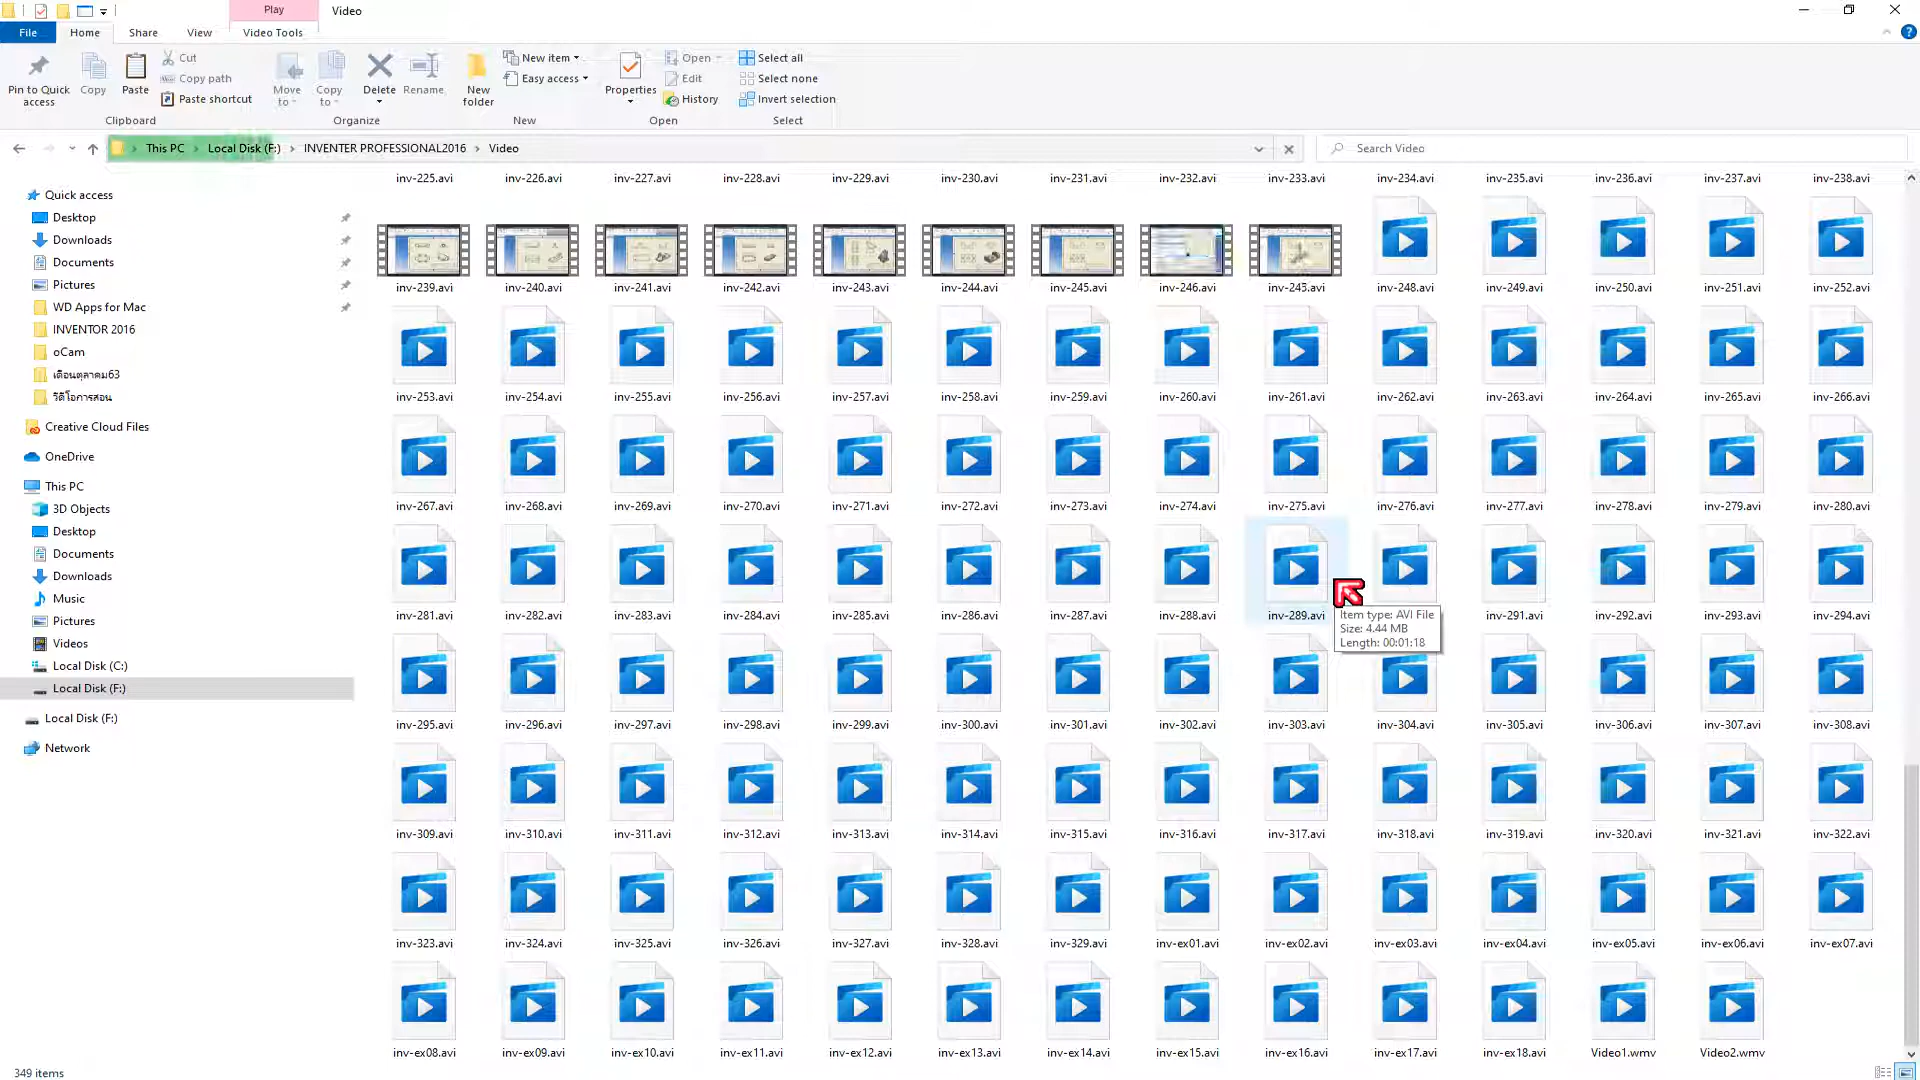 Play
Video
File
Home
Share
View
Video Tools
Pin to Quick access
Copy
Paste
Cut
Copy path
Paste shortcut
Clipboard
Move to
Copy to
Delete
Rename
Organize
New folder
New item
Easy access
New
Properties
Open
Edit
History
Open
Select all
Select none
Invert selection
Select
This PC
Local Disk (F:)
INVENTER PROFESSIONAL2016
Video
Search Video
Quick access
Desktop
Downloads
Documents
Pictures
WD Apps for Mac
INVENTOR 2016
oCam
เดือนตุลาคม63
วิดีโอการสอน
Creative Cloud Files
OneDrive
This PC
3D Objects
Desktop
Documents
Downloads
Music
Pictures
Videos
Local Disk (C:)
Local Disk (F:)
Local Disk (F:)
Network
inv-225.avi inv-226.avi inv-227.avi inv-228.avi inv-229.avi inv-230.avi inv-231.avi inv-232.avi inv-233.avi inv-234.avi inv-235.avi inv-236.avi inv-237.avi inv-238.avi
inv-239.avi inv-240.avi inv-241.avi inv-242.avi inv-243.avi inv-244.avi inv-245.avi inv-246.avi inv-245.avi inv-248.avi inv-249.avi inv-250.avi inv-251.avi inv-252.avi
inv-253.avi inv-254.avi inv-255.avi inv-256.avi inv-257.avi inv-258.avi inv-259.avi inv-260.avi inv-261.avi inv-262.avi inv-263.avi inv-264.avi inv-265.avi inv-266.avi
inv-267.avi inv-268.avi inv-269.avi inv-270.avi inv-271.avi inv-272.avi inv-273.avi inv-274.avi inv-275.avi inv-276.avi inv-277.avi inv-278.avi inv-279.avi inv-280.avi
inv-281.avi inv-282.avi inv-283.avi inv-284.avi inv-285.avi inv-286.avi inv-287.avi inv-288.avi inv-289.avi inv-291.avi inv-292.avi inv-293.avi inv-294.avi
Item type: AVI File
Size: 4.44 MB
Length: 00:01:18
inv-295.avi inv-296.avi inv-297.avi inv-298.avi inv-299.avi inv-300.avi inv-301.avi inv-302.avi inv-303.avi inv-304.avi inv-305.avi inv-306.avi inv-307.avi inv-308.avi
inv-309.avi inv-310.avi inv-311.avi inv-312.avi inv-313.avi inv-314.avi inv-315.avi inv-316.avi inv-317.avi inv-318.avi inv-319.avi inv-320.avi inv-321.avi inv-322.avi
inv-323.avi inv-324.avi inv-325.avi inv-326.avi inv-327.avi inv-328.avi inv-329.avi inv-ex01.avi inv-ex02.avi inv-ex03.avi inv-ex04.avi inv-ex05.avi inv-ex06.avi inv-ex07.avi
inv-ex08.avi inv-ex09.avi inv-ex10.avi inv-ex11.avi inv-ex12.avi inv-ex13.avi inv-ex14.avi inv-ex15.avi inv-ex16.avi inv-ex17.avi inv-ex18.avi Video1.wmv Video2.wmv
349 items